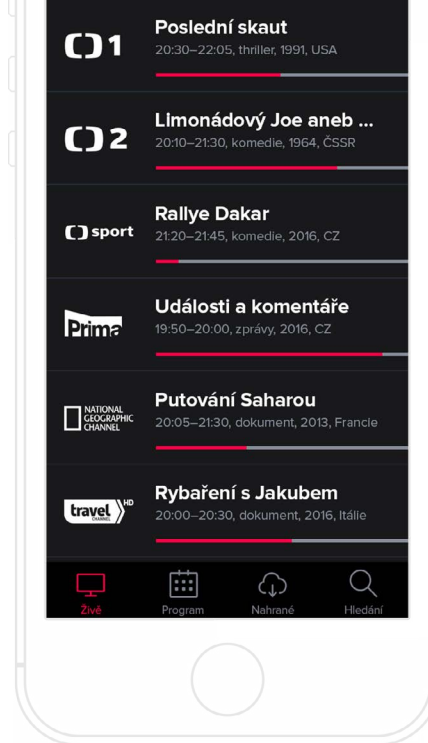 1
Poslední skaut
20:30–22:05, thriller, 1991, USA
2
Limonádový Joe aneb ...
20:10–21:30, komedie, 1964, ČSSR
sport
Rallye Dakar
21:20–21:45, komedie, 2016, CZ
Prima
Události a komentáře
19:50–20:00, zprávy, 2016, CZ
NATIONAL
GEOGRAPHIC
CHANNEL
Putování Saharou
20:05–21:30, dokument, 2013, Francie
travel HD
CHANNEL
Rybaření s Jakubem
20:00–20:30, dokument, 2016, Itálie
Živě Program Nahrané Hledání